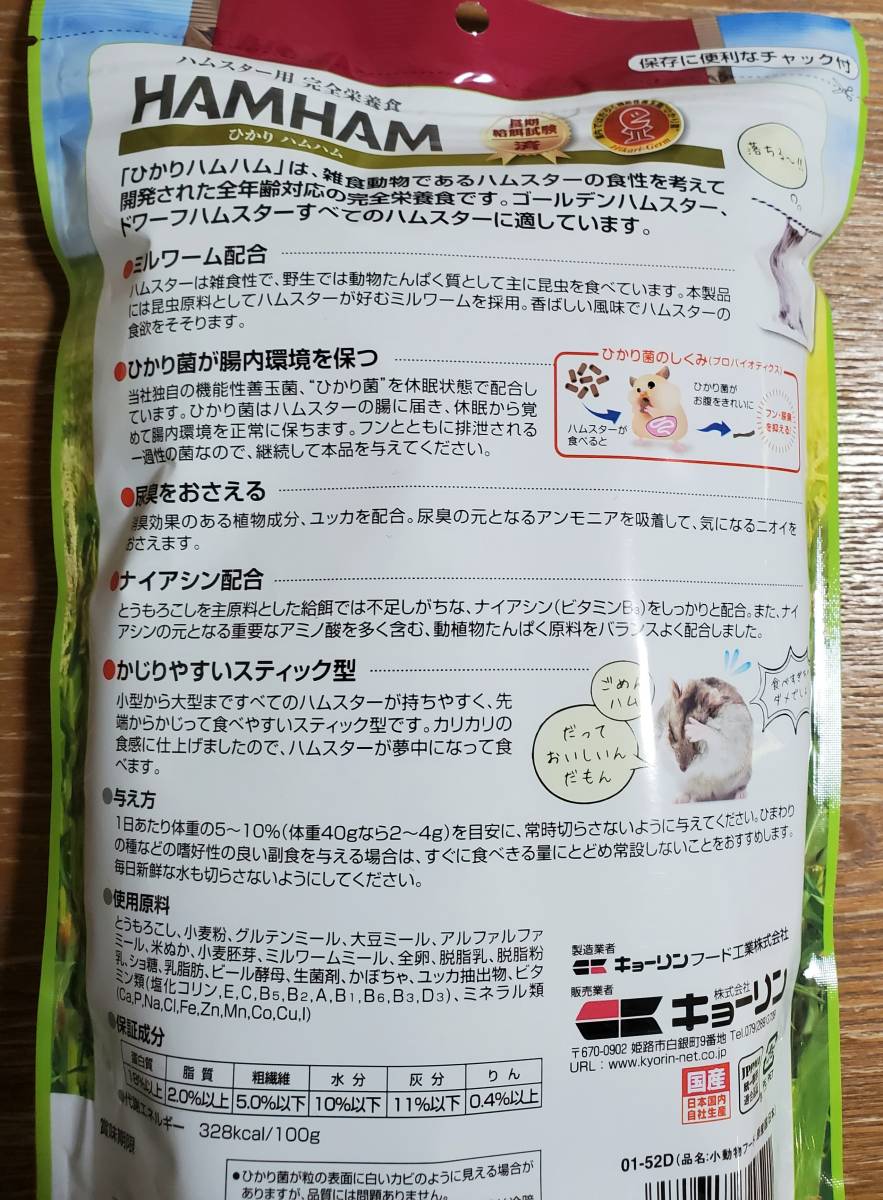 保存に便利なチャック付
ハムスター用 完全栄養食
HAMHAM
ひかり ハムハム
長期
給餌試験
済
Hikari-Germ
落ちる〜!!
「ひかりハムハム」は、雑食動物であるハムスターの食性を考えて
開発された全年齢対応の完全栄養食です。ゴールデンハムスター、
ドワーフハムスターすべてのハムスターに適しています。
●ミルワーム配合
ハムスターは雑食性で、野生では動物たんぱく質として主に昆虫を食べています。本製品
には昆虫原料としてハムスターが好むミルワームを採用。香ばしい風味でハムスターの
食欲をそそります。
●ひかり菌が腸内環境を保つ
当社独自の機能性善玉菌、“ひかり菌”を休眠状態で配合し
ています。ひかり菌はハムスターの腸に届き、休眠から覚
めて腸内環境を正常に保ちます。フンとともに排泄される
一過性の菌なので、継続して本品を与えてください。
ひかり菌のしくみ(プロバイオティクス)
ハムスターが
食べると
ひかり菌が
お腹をきれいに
フン・尿臭
を抑える!
●尿臭をおさえる
消臭効果のある植物成分、ユッカを配合。尿臭の元となるアンモニアを吸着して、気になるニオイを
おさえます。
●ナイアシン配合
とうもろこしを主原料とした給餌では不足しがちな、ナイアシン(ビタミンB3)をしっかりと配合。また、ナイ
アシンの元となる重要なアミノ酸を多く含む、動植物たんぱく原料をバランスよく配合しました。
●かじりやすいスティック型
小型から大型まですべてのハムスターが持ちやすく、先
端からかじって食べやすいスティック型です。カリカリの
食感に仕上げましたので、ハムスターが夢中になって食
べます。
ごめん
ハム
だって
おいしいん
だもん
食べすぎちゃ
ダメでしょ
●与え方
1日あたり体重の5〜10%(体重40gなら2〜4g)を目安に、常時切らさないように与えてください。ひまわり
の種などの嗜好性の良い副食を与える場合は、すぐに食べきる量にとどめ常設しないことをおすすめします。
毎日新鮮な水も切らさないようにしてください。
●使用原料
とうもろこし、小麦粉、グルテンミール、大豆ミール、アルファルファ
ミール、米ぬか、小麦胚芽、ミルワームミール、全卵、脱脂乳、脱脂粉
乳、ショ糖、乳脂肪、ビール酵母、生菌剤、かぼちゃ、ユッカ抽出物、ビタ
ミン類(塩化コリン,E,C,B5,B2,A,B1,B6,B3,D3)、ミネラル類
(Ca,P,Na,Cl,Fe,Zn,Mn,Co,Cu,I)
製造業者
キョーリンフード工業株式会社
販売業者
株式会社
キョーリン
〒670-0902 姫路市白銀町9番地
URL : www.kyorin-net.co.jp
●保証成分
蛋白質 脂質 粗繊維 水分 灰分 りん
18%以上 2.0%以上 5.0%以下 10%以下 11%以下 0.4%以上
●代謝エネルギー 328kcal/100g
賞味期限
国産
日本国内
自社生産
●ひかり菌が粒の表面に白いカビのように見える場合が
ありますが、品質には問題ありません。
01-52D(品名:小動物フード